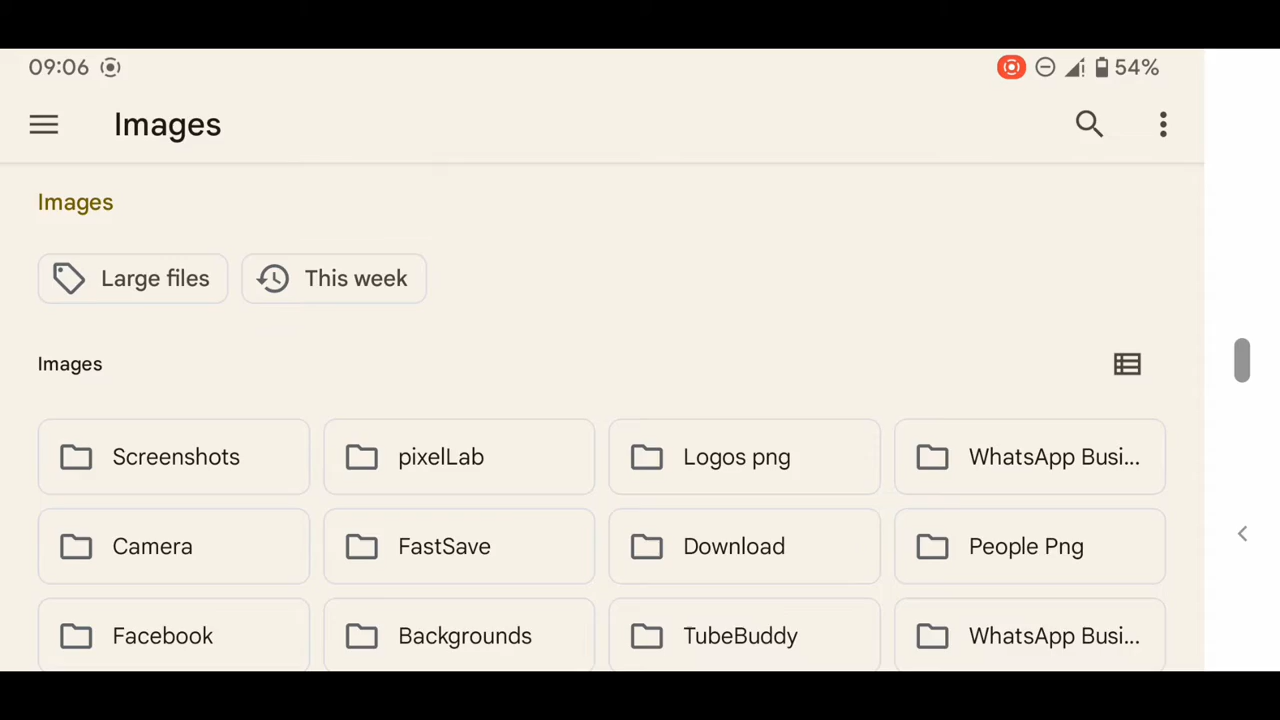 09:06 54%
Images
Images
Large files This week
Images
Screenshots pixelLab Logos png WhatsApp Busi...
Camera FastSave Download People Png
Facebook Backgrounds TubeBuddy WhatsApp Busi...